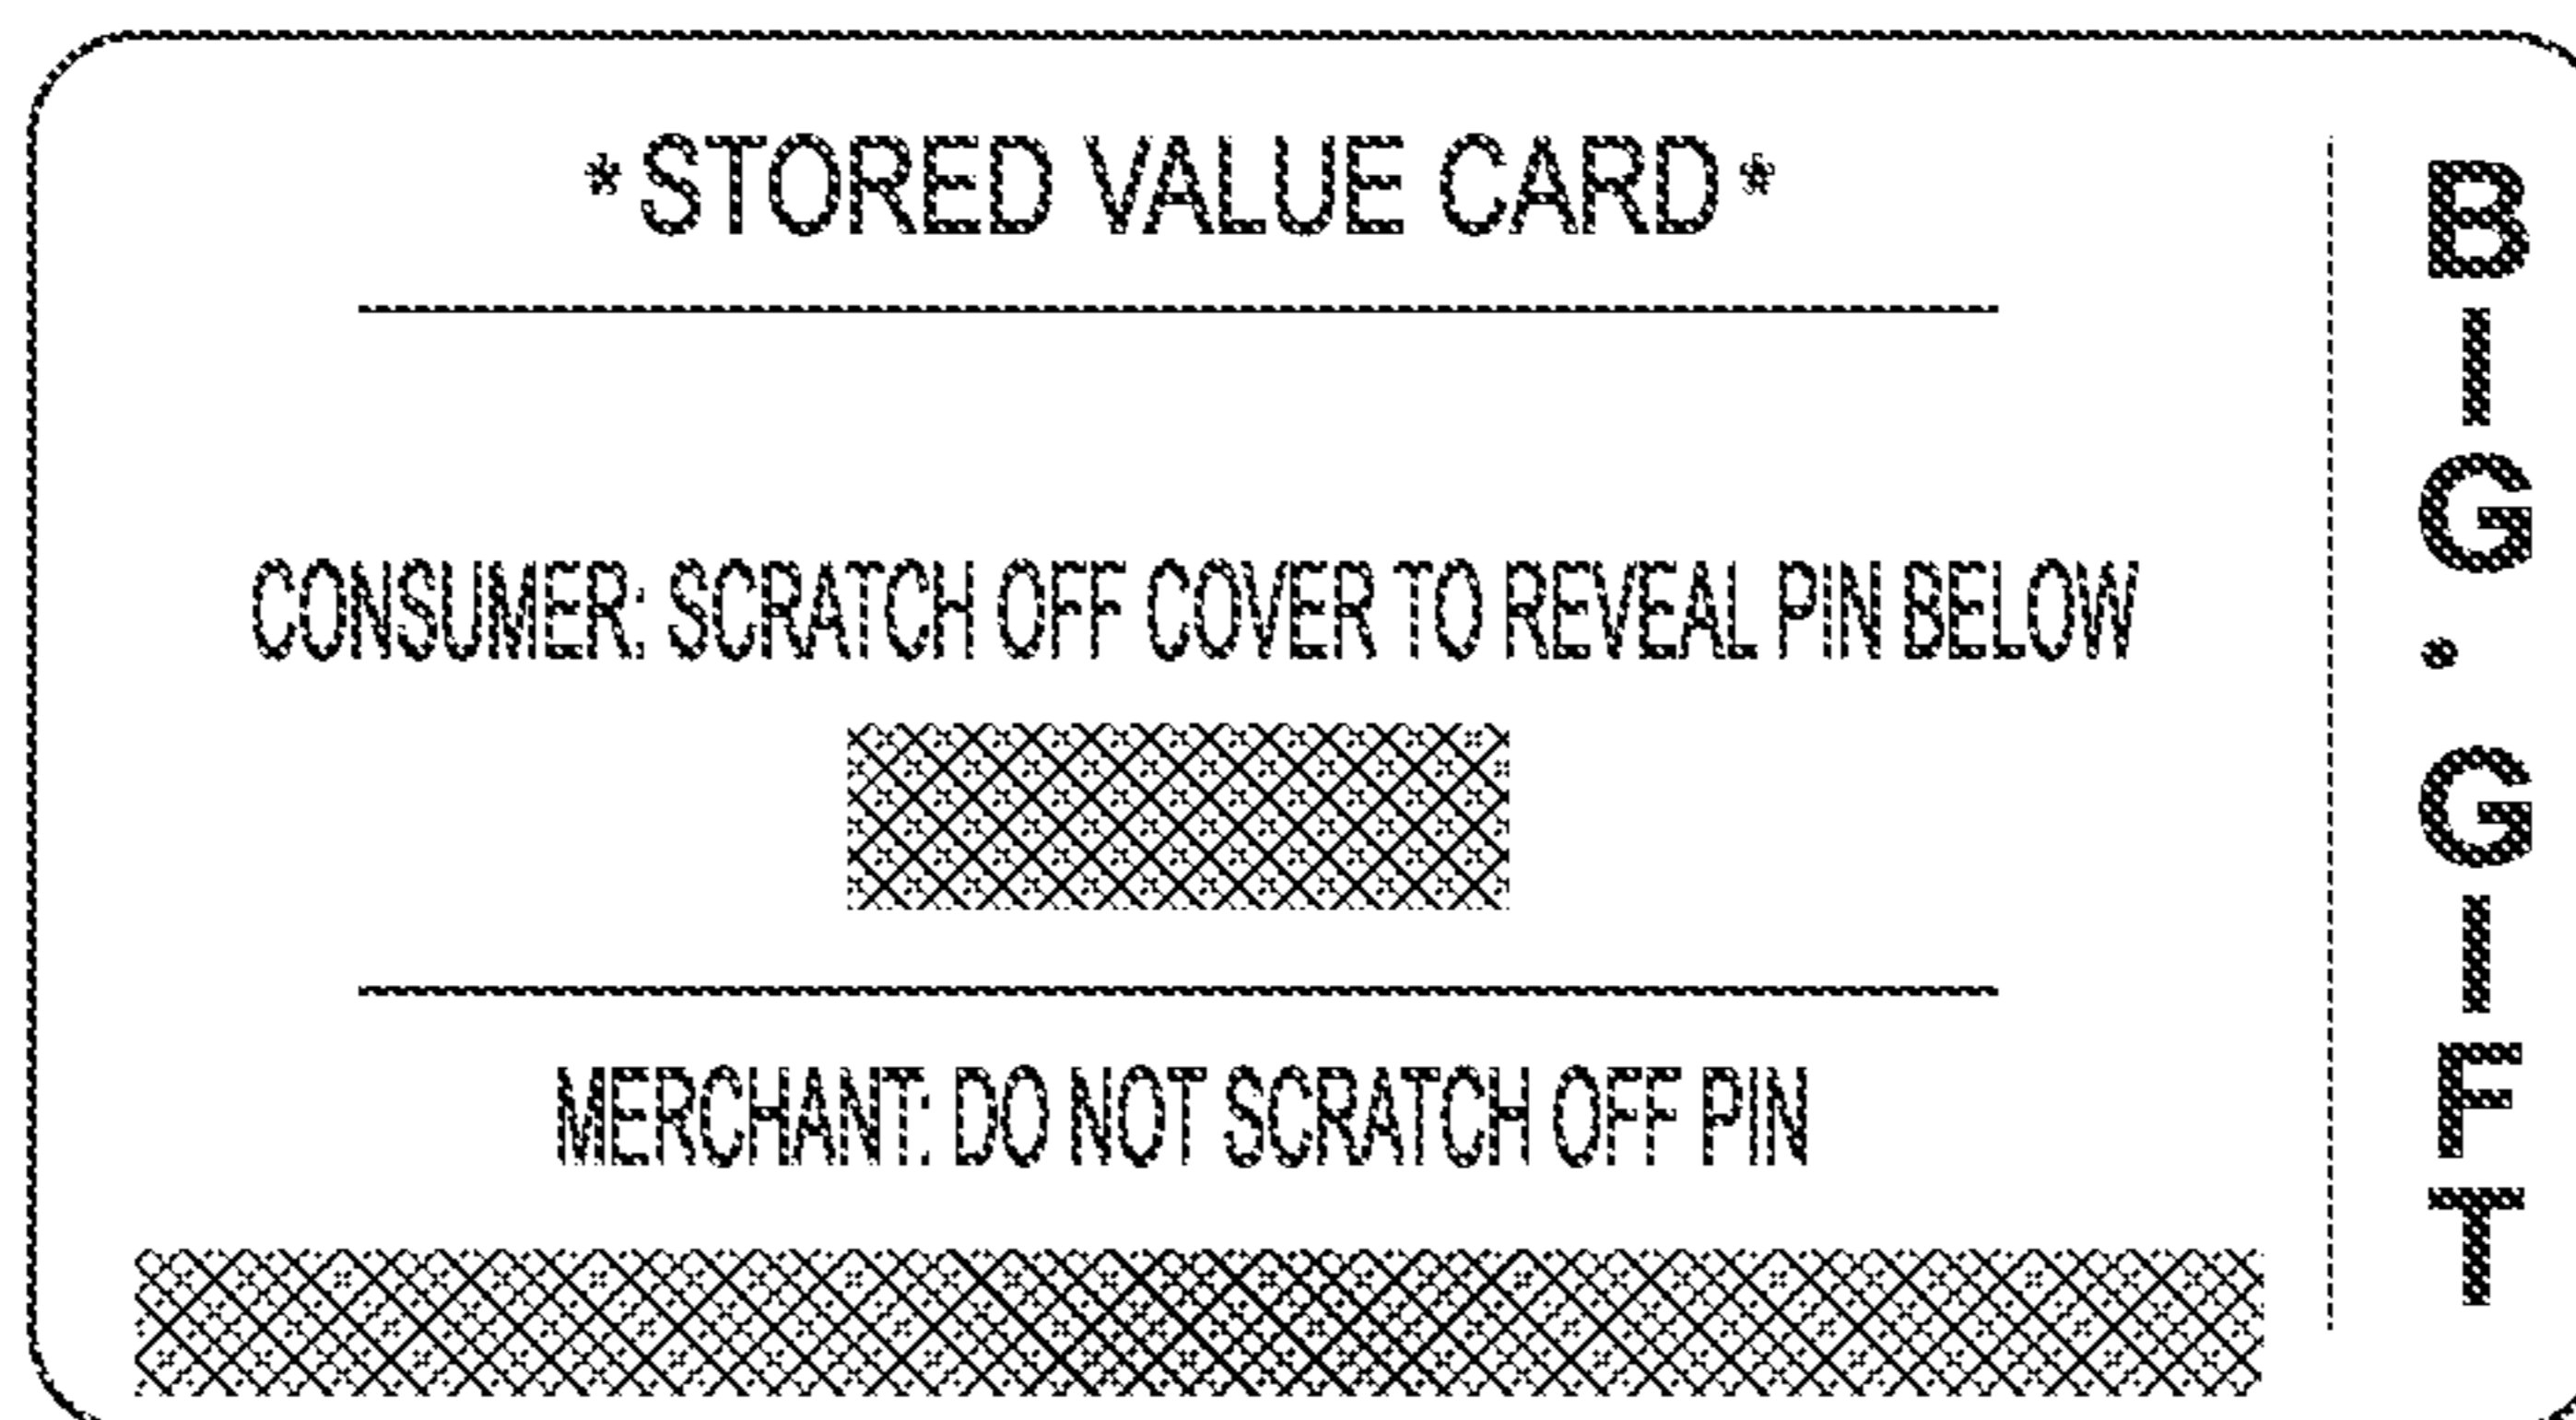 *STORED VALUE CARD*
CONSUMER: SCRATCH OFF COVER TO REVEAL PIN BELOW
MERCHANT: DO NOT SCRATCH OFF PIN
BIG.GIFT